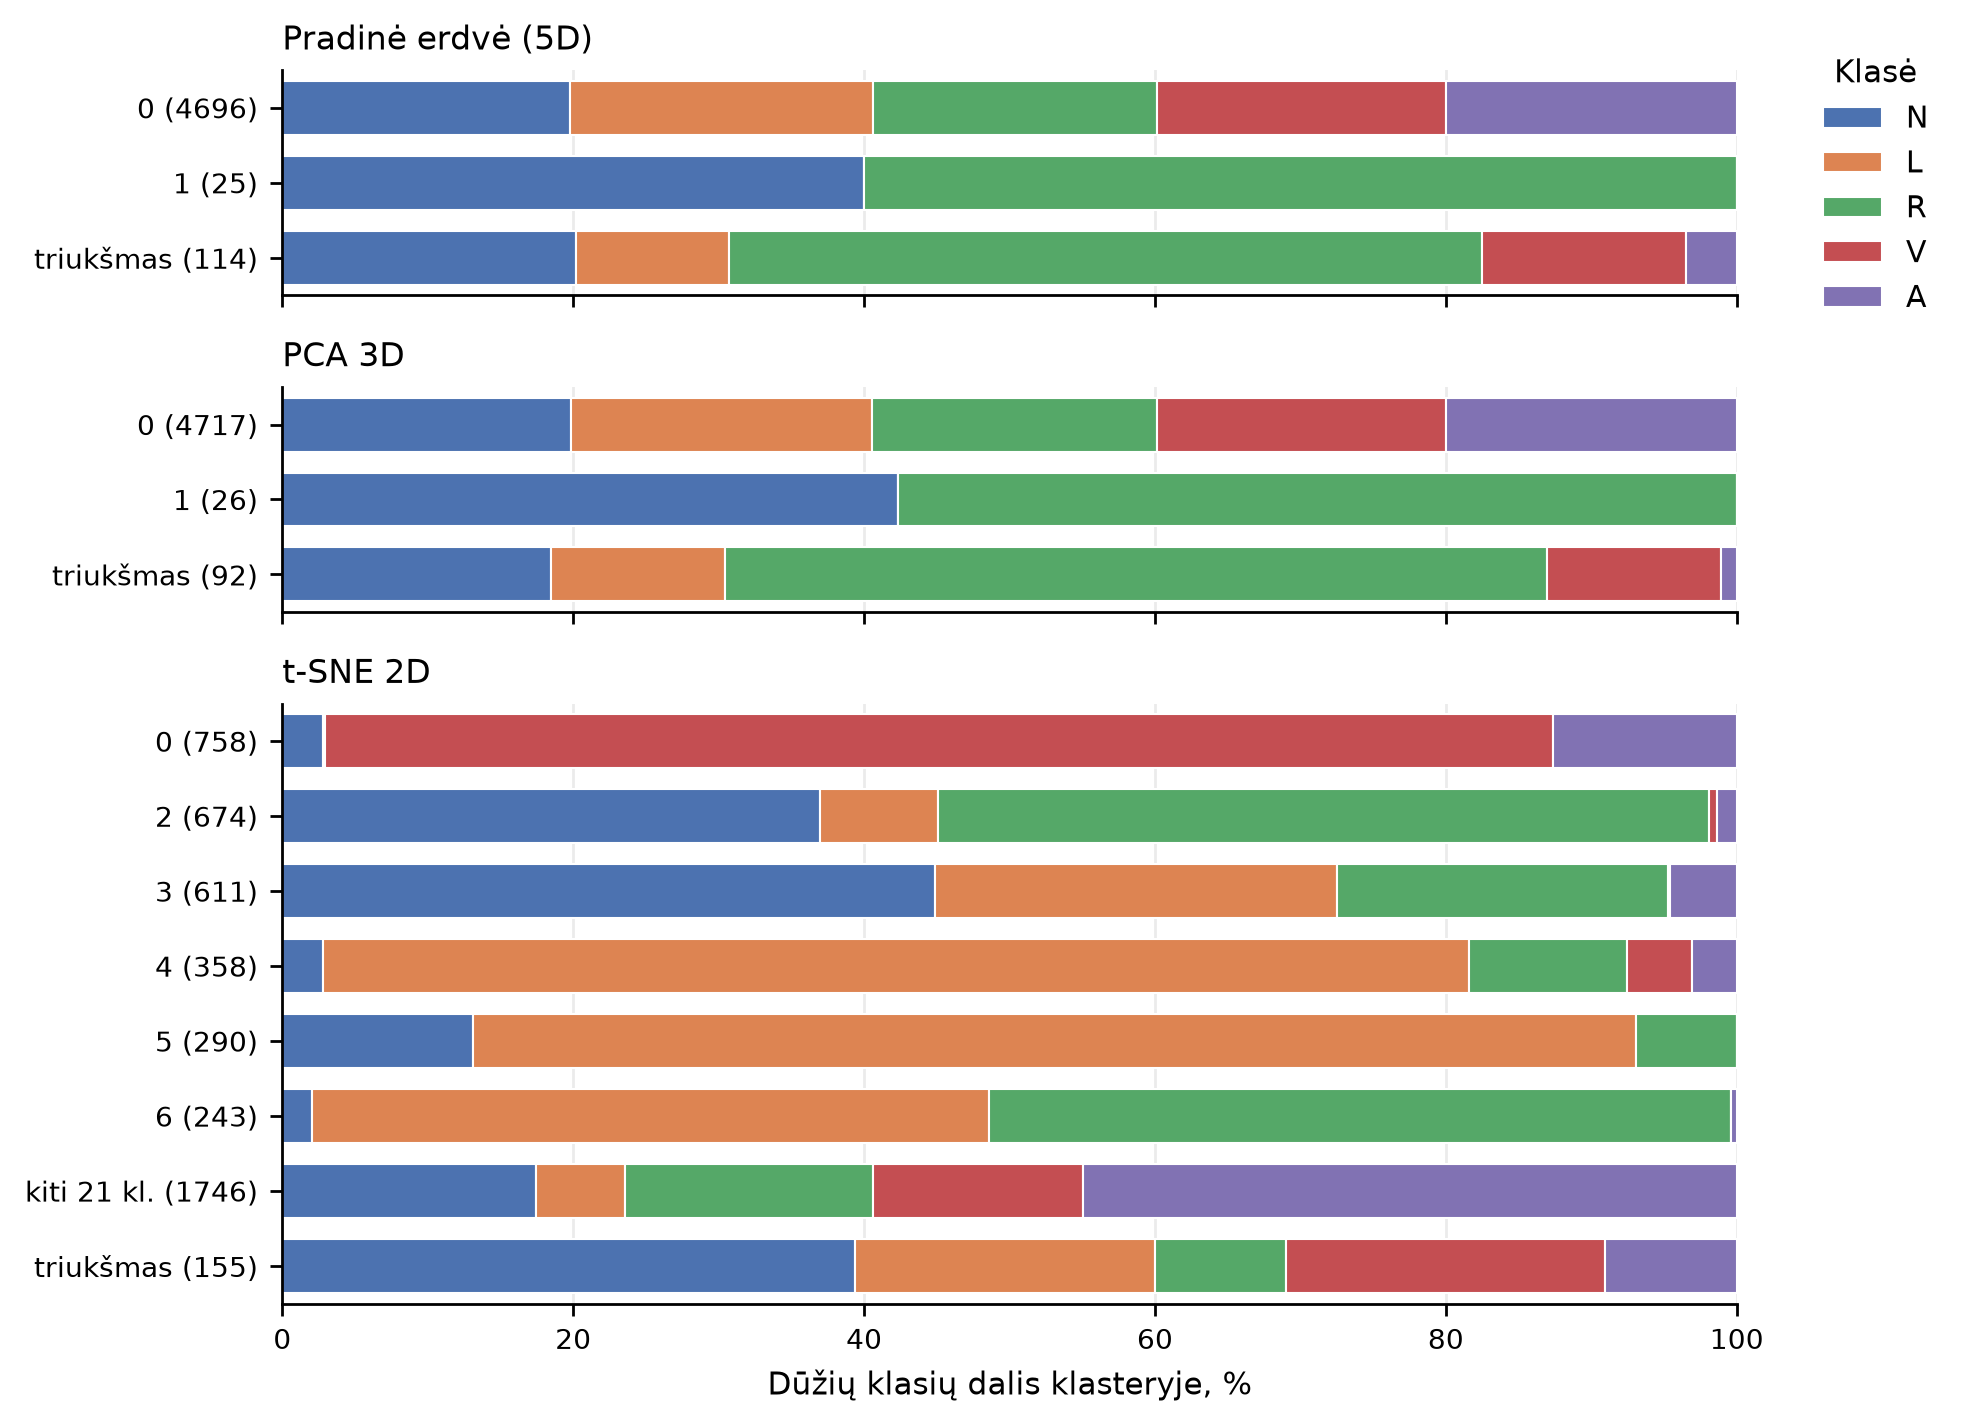 Pradinė erdvė (5D)
0 (4696)
1 (25)
triukšmas (114)
Klasė
N
L
R
V
A
PCA 3D
0 (4717)
1 (26)
triukšmas (92)
t-SNE 2D
0 (758)
2 (674)
3 (611)
4 (358)
5 (290)
6 (243)
kiti 21 kl. (1746)
triukšmas (155)
0 20 40 60 80 100
Dūžių klasių dalis klasteryje, %